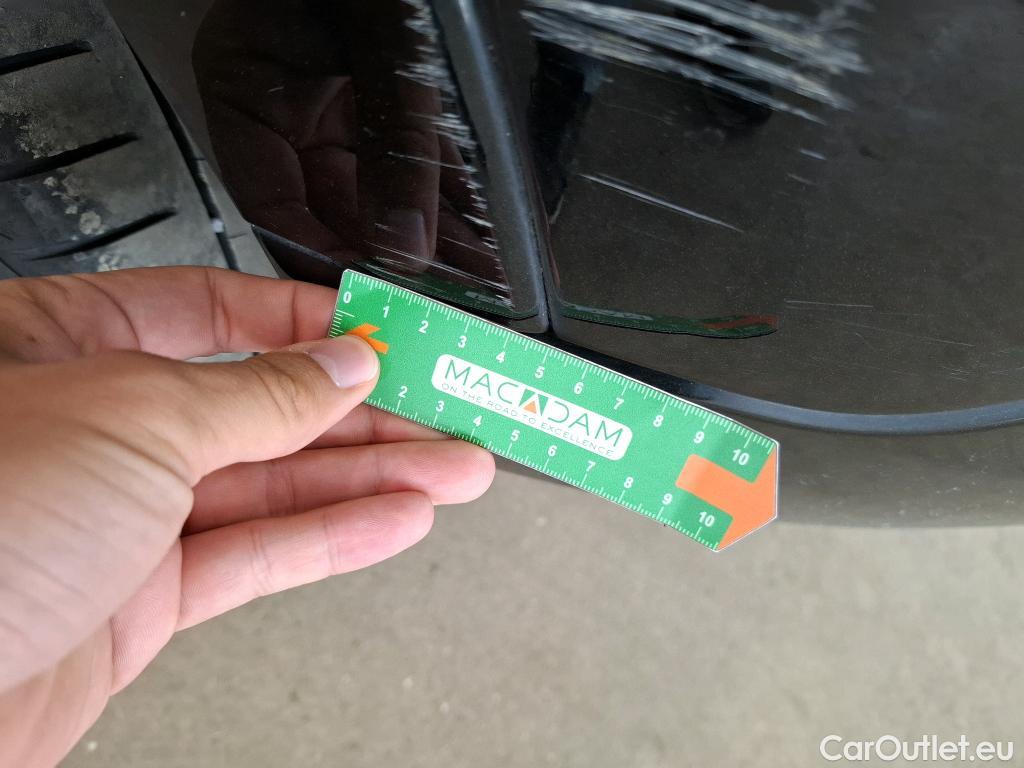 0 1 2 3 4 5 6 7 8 9 10
MACADAM
ON THE ROAD TO EXCELLENCE
2 3 4 5 6 7 8 9 10
CarOutlet.eu